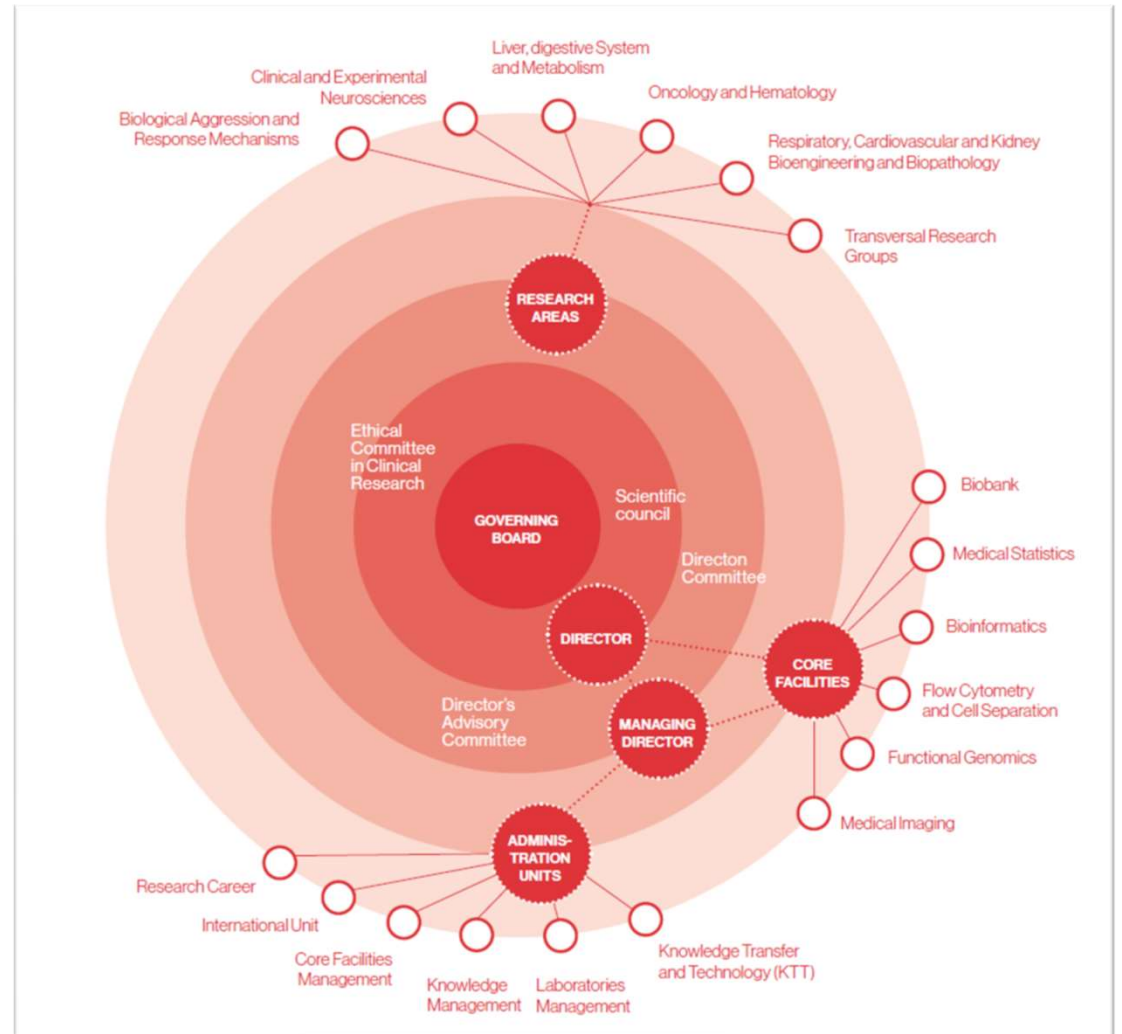 Liver, digestive System
and Metabolism
Clinical and Experimental
Neurosciences
Oncology and Hematology
Biological Aggression and
Response Mechanisms
Respiratory, Cardiovascular and Kidney
Bioengineering and Biopathology
Transversal Research
Groups
RESEARCH
AREAS
Ethical
Committee
in Clinical
Research
Scientific
council
GOVERNING
BOARD
Directon
Committee
Biobank
Medical Statistics
Bioinformatics
DIRECTOR
CORE
FACILITIES
Flow Cytometry
and Cell Separation
Director's
Advisory
Committee
MANAGING
DIRECTOR
Functional Genomics
Medical Imaging
ADMINIS-
TRATION
UNITS
Research Career
International Unit
Core Facilities
Management
Knowledge
Management
Laboratories
Management
Knowledge Transfer
and Technology (KTT)